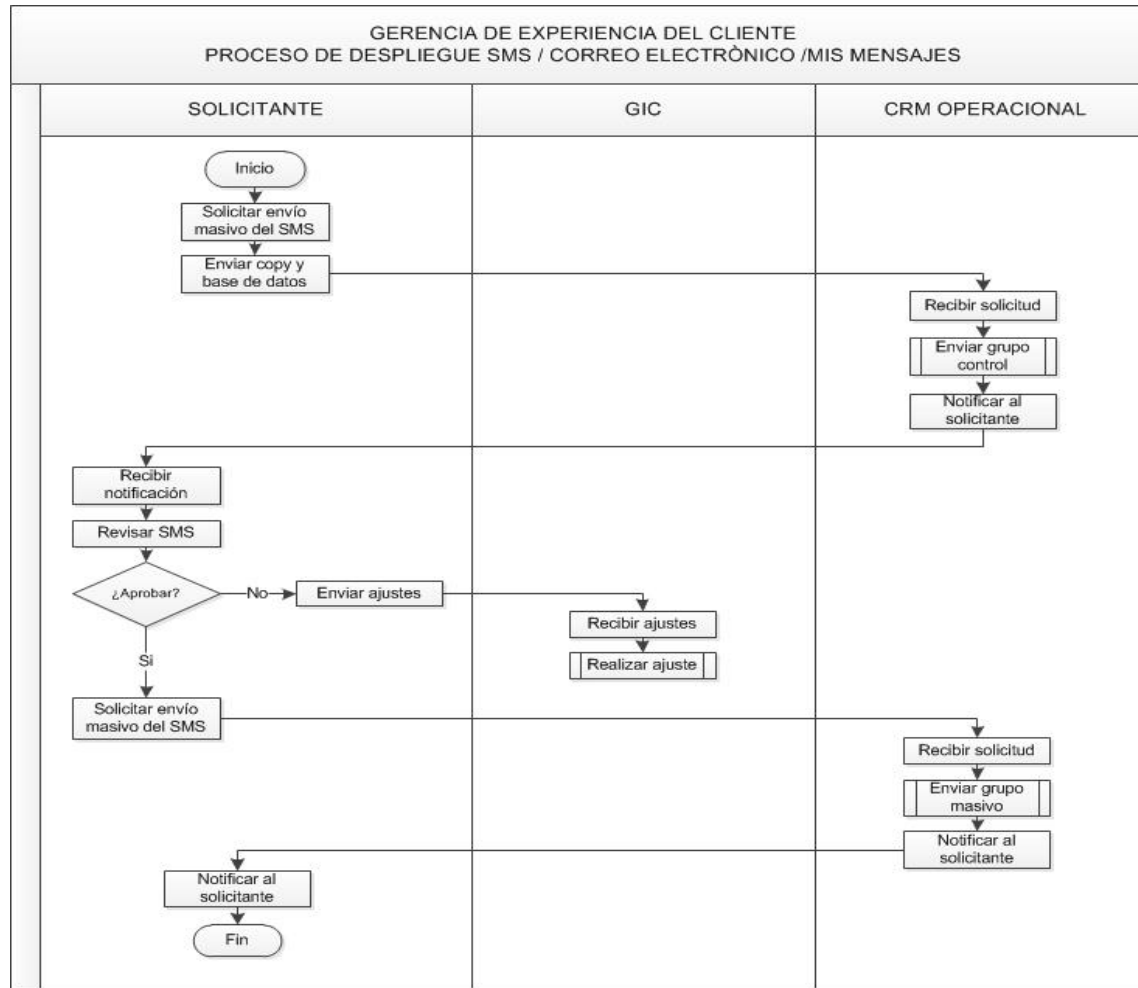 GERENCIA DE EXPERIENCIA DEL CLIENTE
PROCESO DE DESPLIEGUE SMS / CORREO ELECTRÒNICO /MIS MENSAJES
SOLICITANTE
GIC
CRM OPERACIONAL
Inicio
Solicitar envío
masivo del SMS
Enviar copy y
base de datos
Recibir solicitud
Enviar grupo
control
Notificar al
solicitante
Recibir
notificación
Revisar SMS
¿Aprobar?
No
Enviar ajustes
Recibir ajustes
Realizar ajuste
Si
Solicitar envío
masivo del SMS
Recibir solicitud
Enviar grupo
masivo
Notificar al
solicitante
Notificar al
solicitante
Fin